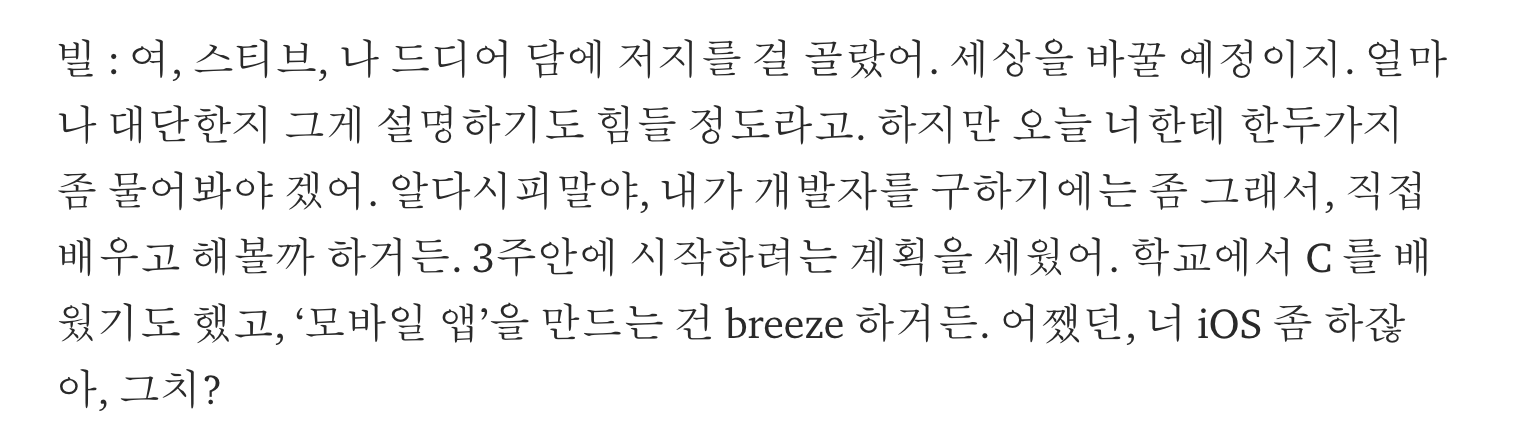 빌 : 여, 스티브, 나 드디어 담에 저지를 걸 골랐어. 세상을 바꿀 예정이지. 얼마
나 대단한지 그게 설명하기도 힘들 정도라고. 하지만 오늘 너한테 한두가지
좀 물어봐야 겠어. 알다시피말야, 내가 개발자를 구하기에는 좀 그래서, 직접
배우고 해볼까 하거든. 3주안에 시작하려는 계획을 세웠어. 학교에서 C 를 배
웠기도 했고, ‘모바일 앱’을 만드는 건 breeze 하거든. 어쨌던, 너 iOS 좀 하잖
아, 그치?